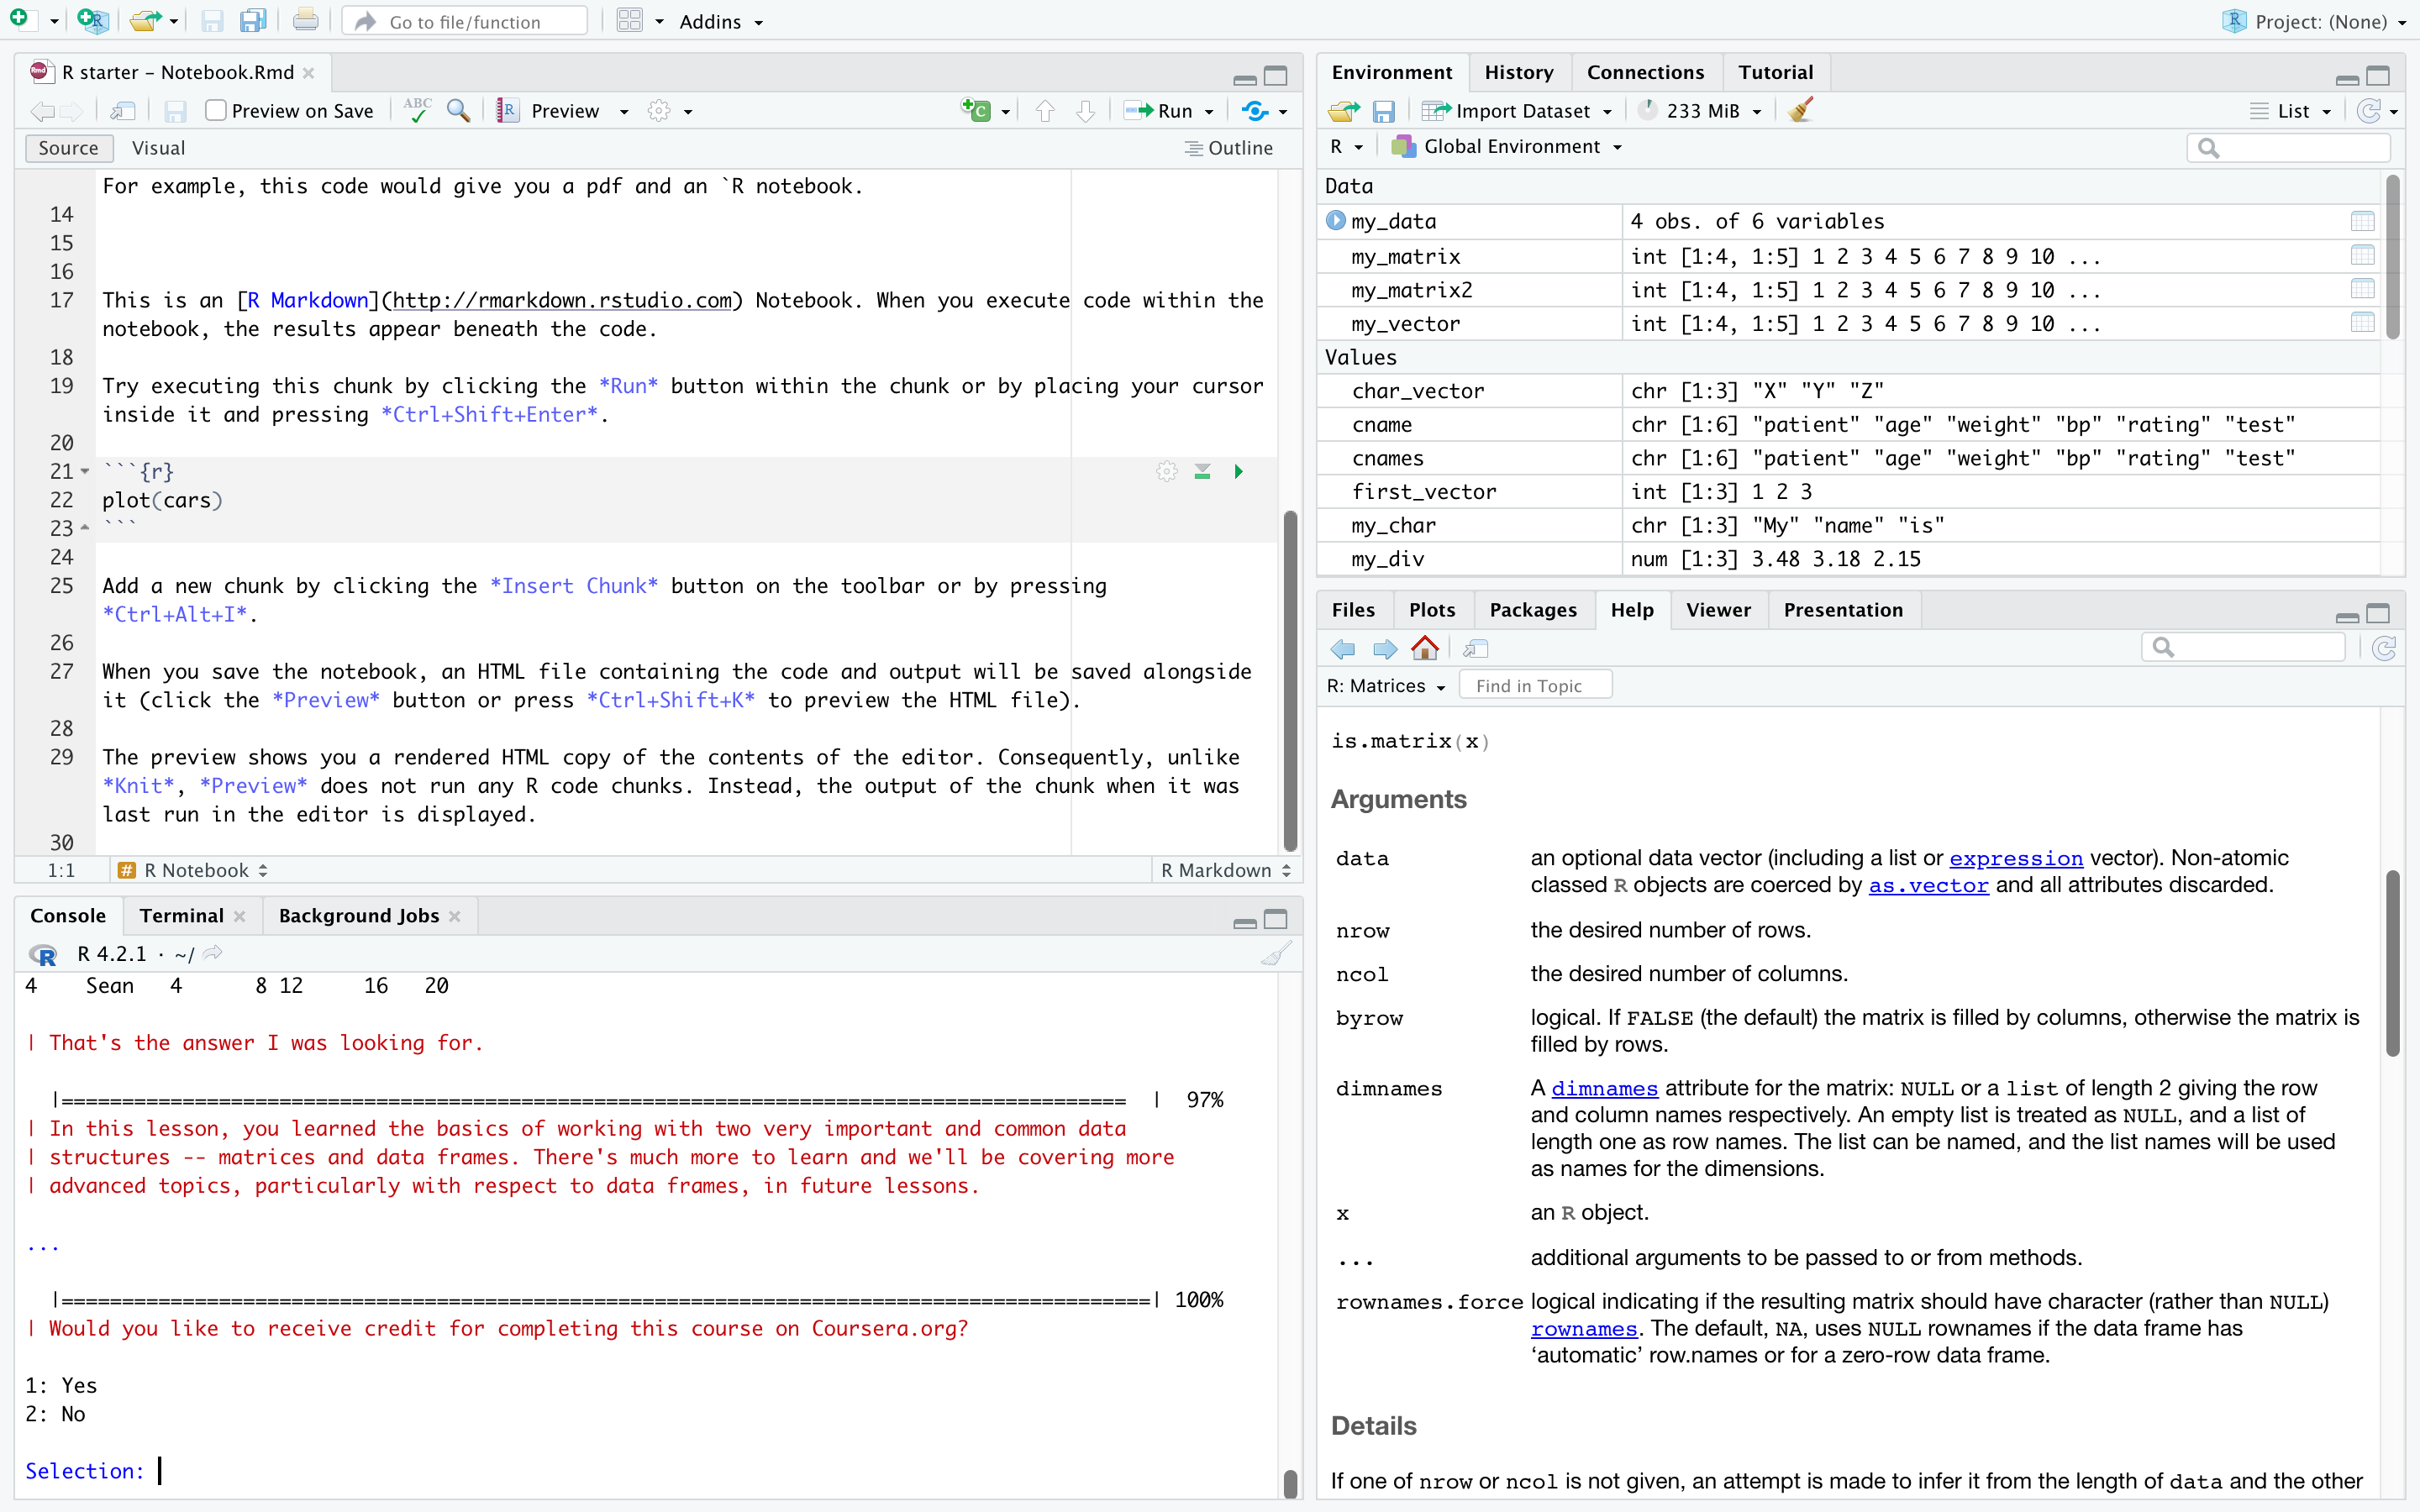 Go to file/function
Addins
Project: (None)
R starter – Notebook.Rmd
Preview on Save
ABC
Preview
Run
Source
Visual
Outline
For example, this code would give you a pdf and an `R notebook.
14
15
16
17 This is an [R Markdown](http://rmarkdown.rstudio.com) Notebook. When you execute code within the
notebook, the results appear beneath the code.
18
19 Try executing this chunk by clicking the *Run* button within the chunk or by placing your cursor
inside it and pressing *Ctrl+Shift+Enter*.
20
21 ```{r}
22 plot(cars)
23 ```
24
25 Add a new chunk by clicking the *Insert Chunk* button on the toolbar or by pressing
*Ctrl+Alt+I*.
26
27 When you save the notebook, an HTML file containing the code and output will be saved alongside
it (click the *Preview* button or press *Ctrl+Shift+K* to preview the HTML file).
28
29 The preview shows you a rendered HTML copy of the contents of the editor. Consequently, unlike
*Knit*, *Preview* does not run any R code chunks. Instead, the output of the chunk when it was
last run in the editor is displayed.
30
1:1
# R Notebook
R Markdown
Console
Terminal
Background Jobs
R 4.2.1 · ~/
4    Sean   4      8 12     16   20
| That's the answer I was looking for.
|========================================================================================  |  97%
| In this lesson, you learned the basics of working with two very important and common data
| structures -- matrices and data frames. There's much more to learn and we'll be covering more
| advanced topics, particularly with respect to data frames, in future lessons.
...
|==========================================================================================| 100%
| Would you like to receive credit for completing this course on Coursera.org?
1: Yes
2: No
Selection:
Environment
History
Connections
Tutorial
Import Dataset
233 MiB
List
R
Global Environment
Data
my_data 4 obs. of 6 variables
my_matrix int [1:4, 1:5] 1 2 3 4 5 6 7 8 9 10 ...
my_matrix2 int [1:4, 1:5] 1 2 3 4 5 6 7 8 9 10 ...
my_vector int [1:4, 1:5] 1 2 3 4 5 6 7 8 9 10 ...
Values
char_vector chr [1:3] "X" "Y" "Z"
cname chr [1:6] "patient" "age" "weight" "bp" "rating" "test"
cnames chr [1:6] "patient" "age" "weight" "bp" "rating" "test"
first_vector int [1:3] 1 2 3
my_char chr [1:3] "My" "name" "is"
my_div num [1:3] 3.48 3.18 2.15
Files
Plots
Packages
Help
Viewer
Presentation
R: Matrices
Find in Topic
is.matrix(x)
Arguments
data an optional data vector (including a list or expression vector). Non-atomic
classed R objects are coerced by as.vector and all attributes discarded.
nrow the desired number of rows.
ncol the desired number of columns.
byrow logical. If FALSE (the default) the matrix is filled by columns, otherwise the matrix is
filled by rows.
dimnames A dimnames attribute for the matrix: NULL or a list of length 2 giving the row
and column names respectively. An empty list is treated as NULL, and a list of
length one as row names. The list can be named, and the list names will be used
as names for the dimensions.
x an R object.
... additional arguments to be passed to or from methods.
rownames.force logical indicating if the resulting matrix should have character (rather than NULL)
rownames. The default, NA, uses NULL rownames if the data frame has
‘automatic’ row.names or for a zero-row data frame.
Details
If one of nrow or ncol is not given, an attempt is made to infer it from the length of data and the other